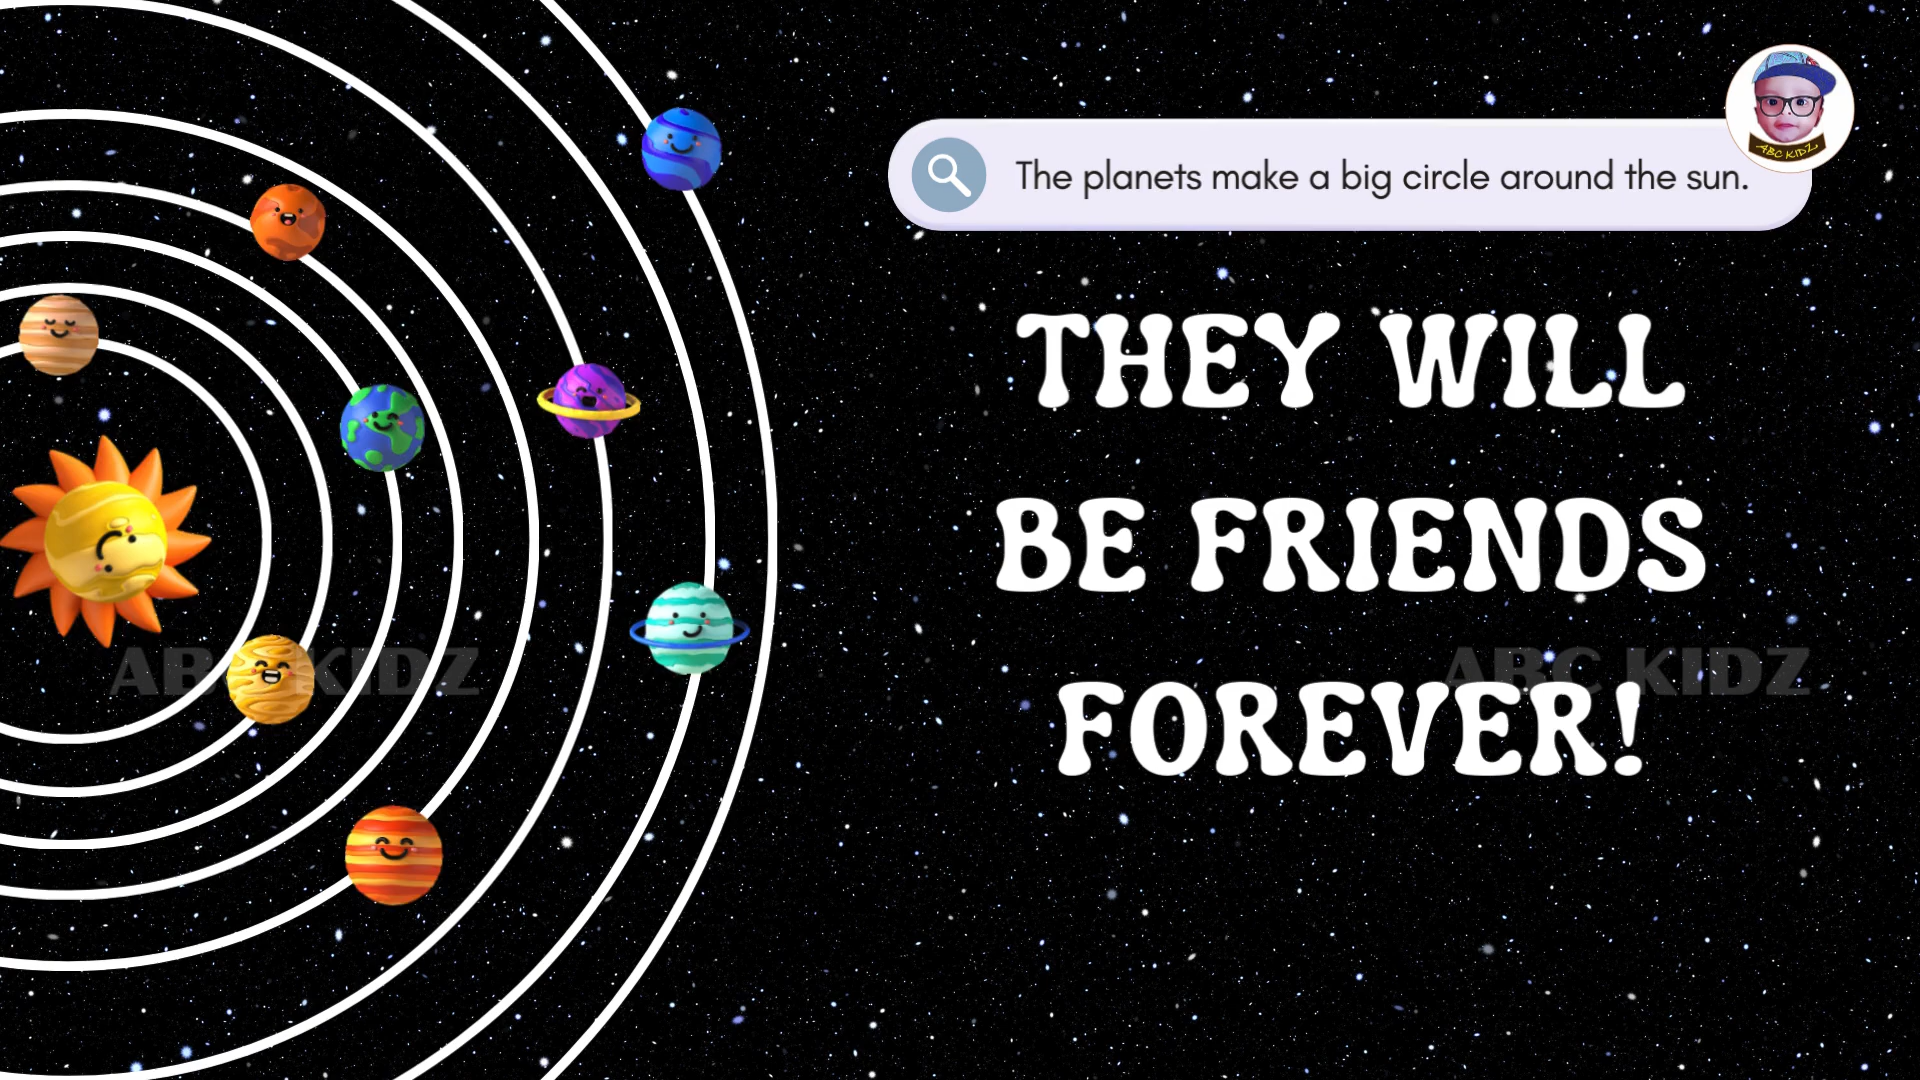 ABC KIDZ
The planets make a big circle around the sun.
THEY WILL
BE FRIENDS
FOREVER!
ABC KIDZ
ABC KIDZ